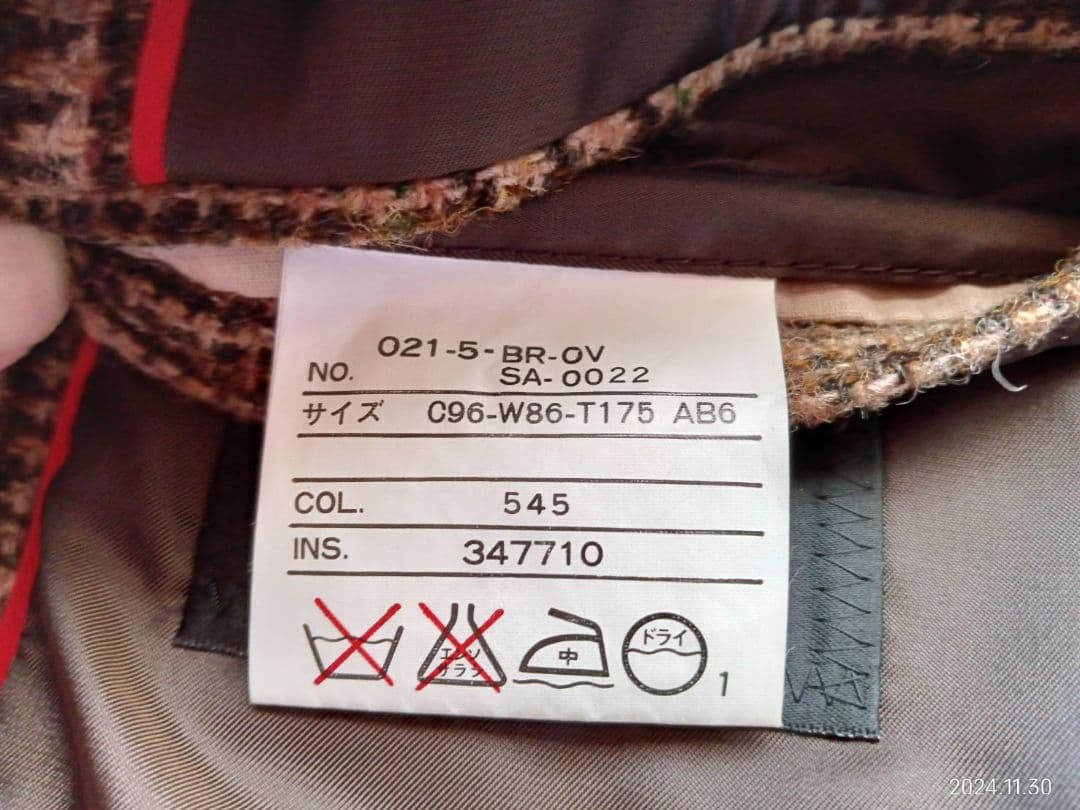 021-5-BR-OV
NO. SA-0022
サイズ C96-W86-T175 AB6
COL. 545
INS. 347710
エンソ
サラシ
中
ドライ
1
2024.11.30